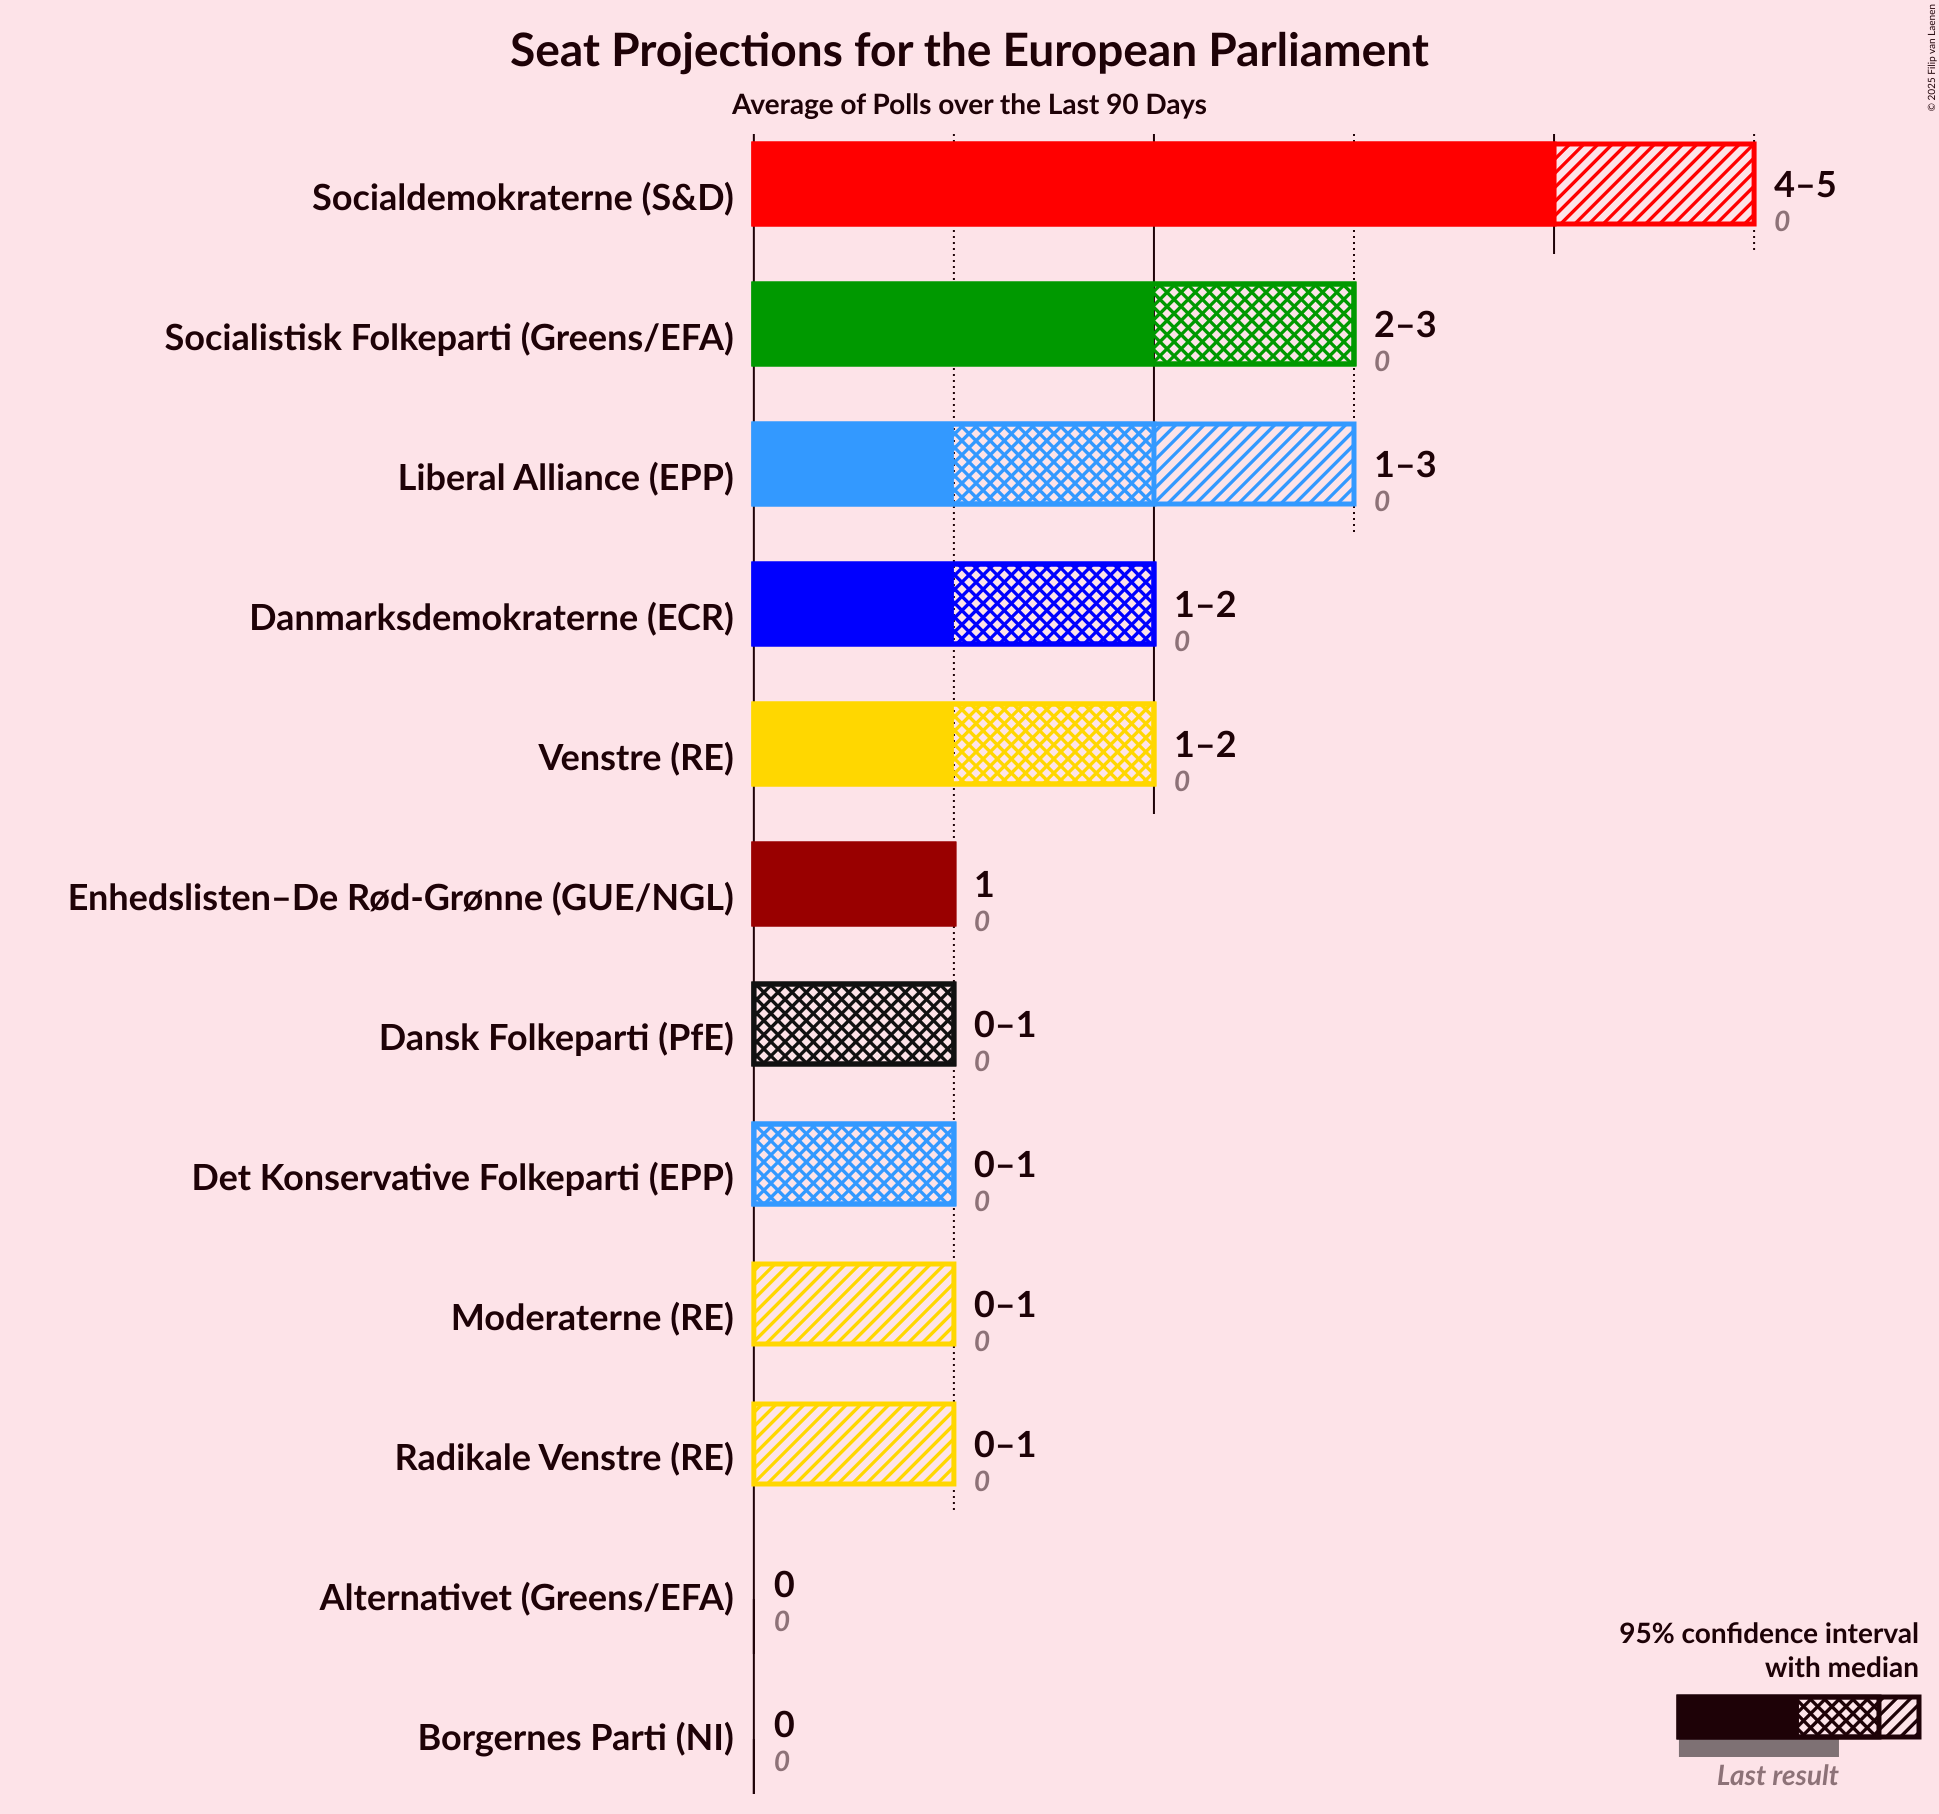 Seat Projections for the European Parliament
Average of Polls over the Last 90 Days
© 2025 Filip van Laenen
Socialdemokraterne (S&D)
4–5
0
Socialistisk Folkeparti (Greens/EFA)
2–3
0
Liberal Alliance (EPP)
1–3
0
Danmarksdemokraterne (ECR)
1–2
0
Venstre (RE)
1–2
0
Enhedslisten–De Rød-Grønne (GUE/NGL)
1
0
Dansk Folkeparti (PfE)
0–1
0
Det Konservative Folkeparti (EPP)
0–1
0
Moderaterne (RE)
0–1
0
Radikale Venstre (RE)
0–1
0
Alternativet (Greens/EFA)
0
0
Borgernes Parti (NI)
0
0
95% confidence interval
with median
Last result